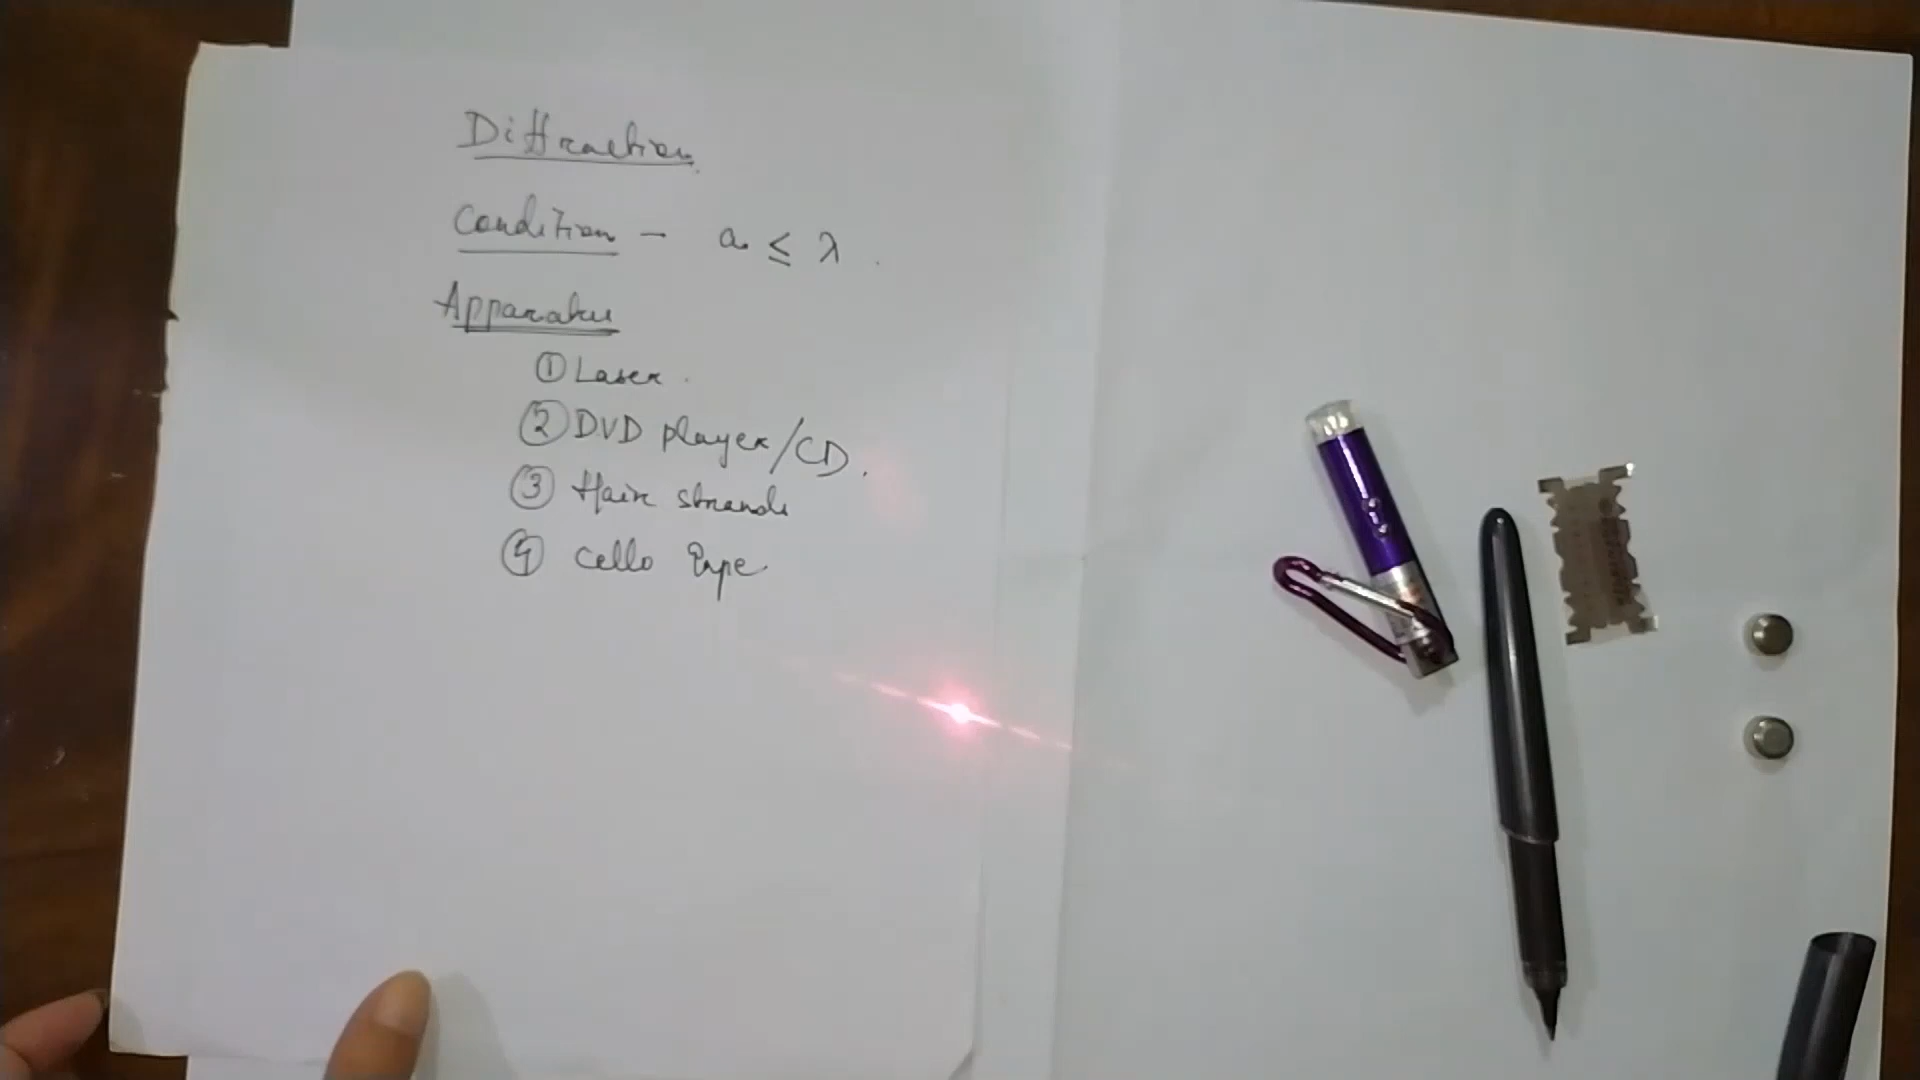 Diffraction
Condition - a ≤ λ.
Apparatus
① Laser.
② DVD player/CD.
③ Hair strands
④ Cello tape